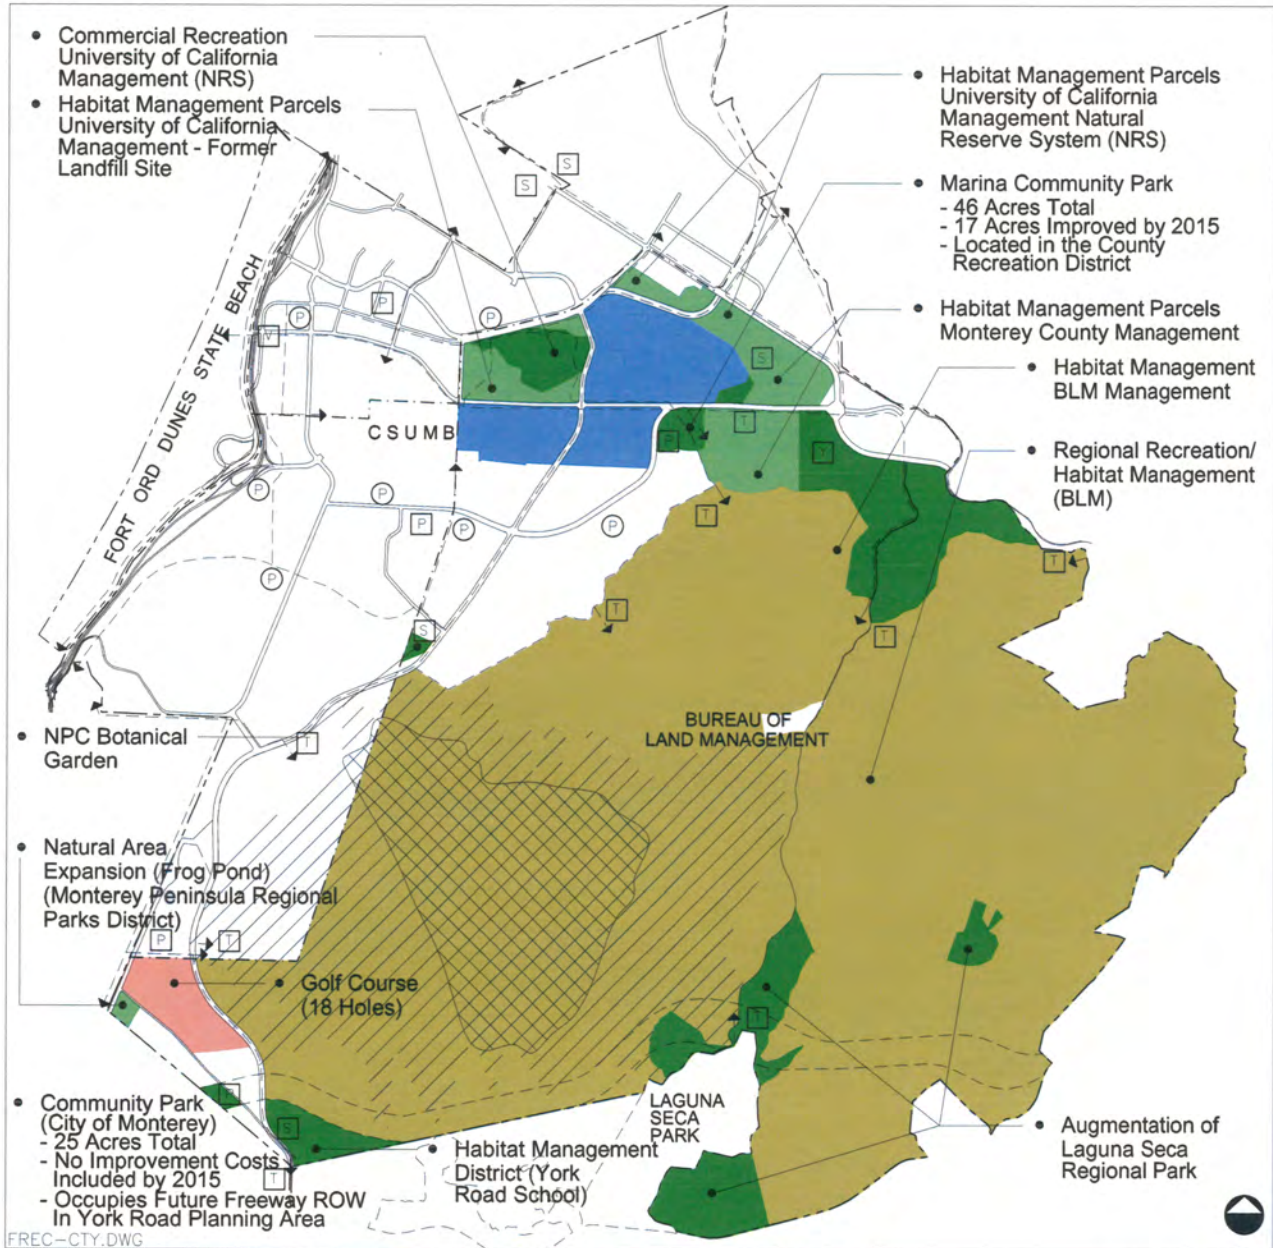 Commercial Recreation
University of California
Management (NRS)
Habitat Management Parcels
University of California
Management - Former
Landfill Site
Habitat Management Parcels
University of California
Management Natural
Reserve System (NRS)
Marina Community Park
- 46 Acres Total
- 17 Acres Improved by 2015
- Located in the County
Recreation District
Habitat Management Parcels
Monterey County Management
Habitat Management
BLM Management
Regional Recreation/
Habitat Management
(BLM)
S
S
FORT ORD DUNES STATE BEACH
P
P
P
V
S
CSUMB
P
T
Y
P
P
P
P
P
T
P
T
P
T
S
T
BUREAU OF
LAND MANAGEMENT
NPC Botanical
Garden
T
Natural Area
Expansion (Frog Pond)
(Monterey Peninsula Regional
Parks District)
P
T
Golf Course
(18 Holes)
T
P
Community Park
(City of Monterey)
- 25 Acres Total
- No Improvement Costs
Included by 2015
- Occupies Future Freeway ROW
In York Road Planning Area
S
T
Habitat Management
District (York
Road School)
LAGUNA
SECA
PARK
Augmentation of
Laguna Seca
Regional Park
FREC-CTY.DWG